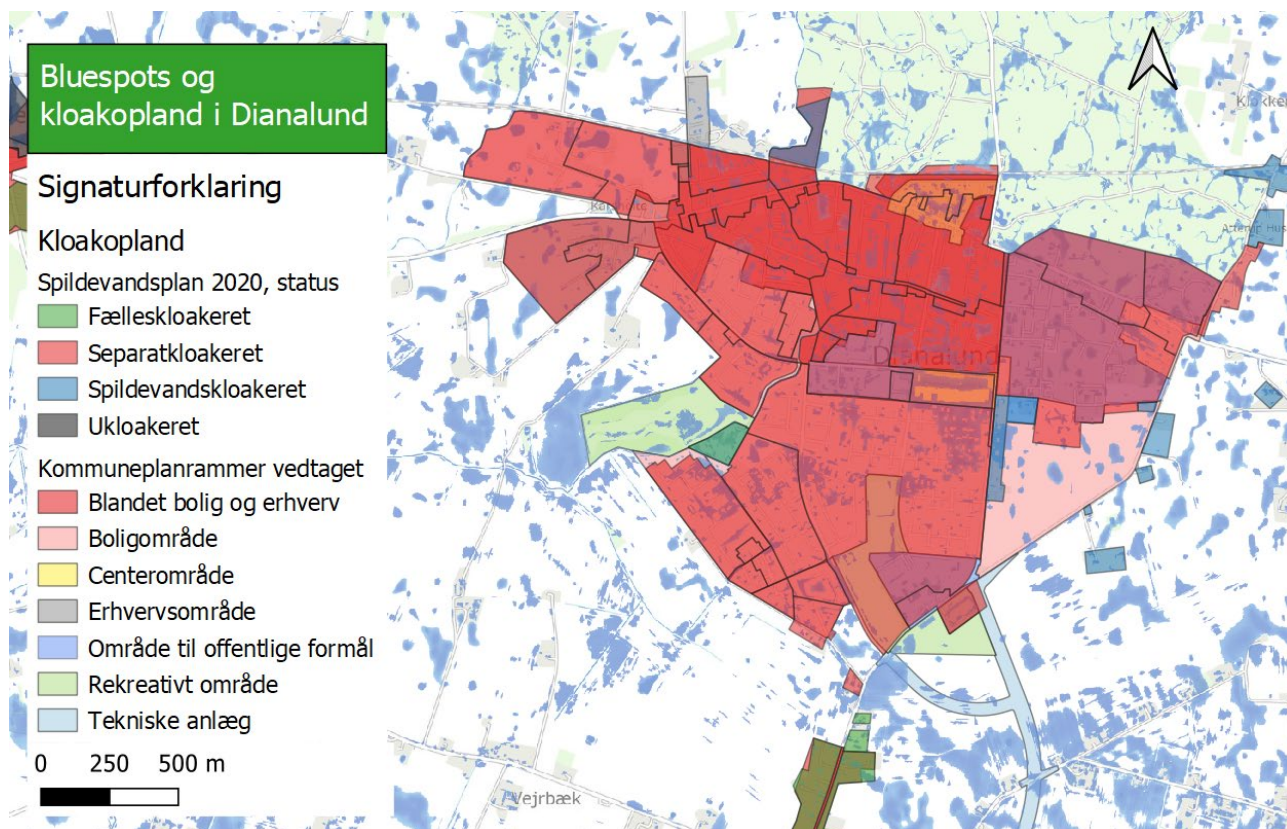 Bluespots og
kloakopland i Dianalund
Signaturforklaring
Kloakopland
Spildevandsplan 2020, status
Fælleskloakeret
Separatkloakeret
Spildevandskloakeret
Ukloakeret
Kommuneplanrammer vedtaget
Blandet bolig og erhverv
Boligområde
Centerområde
Erhvervsområde
Område til offentlige formål
Rekreativt område
Tekniske anlæg
0 250 500 m
Dianalund
Vejrbæk